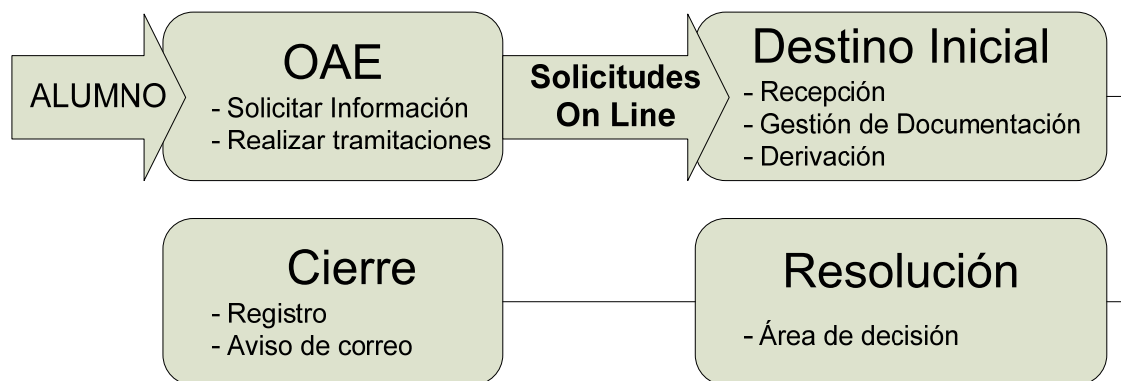 ALUMNO
OAE
- Solicitar Información
- Realizar tramitaciones
Solicitudes
On Line
Destino Inicial
- Recepción
- Gestión de Documentación
- Derivación
Cierre
- Registro
- Aviso de correo
Resolución
- Área de decisión